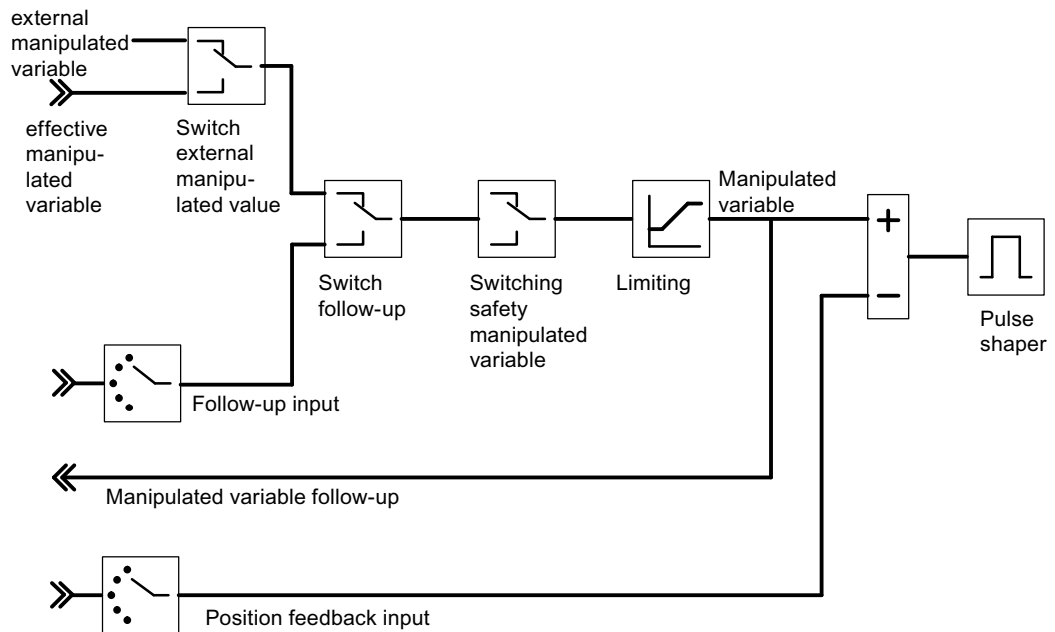 external
manipulated
variable
effective
manipu-
lated
variable
Switch
external
manipu-
lated value
Switch
follow-up
Switching
safety
manipulated
variable
Limiting
Manipulated
variable
+
−
Pulse
shaper
Follow-up input
Manipulated variable follow-up
Position feedback input